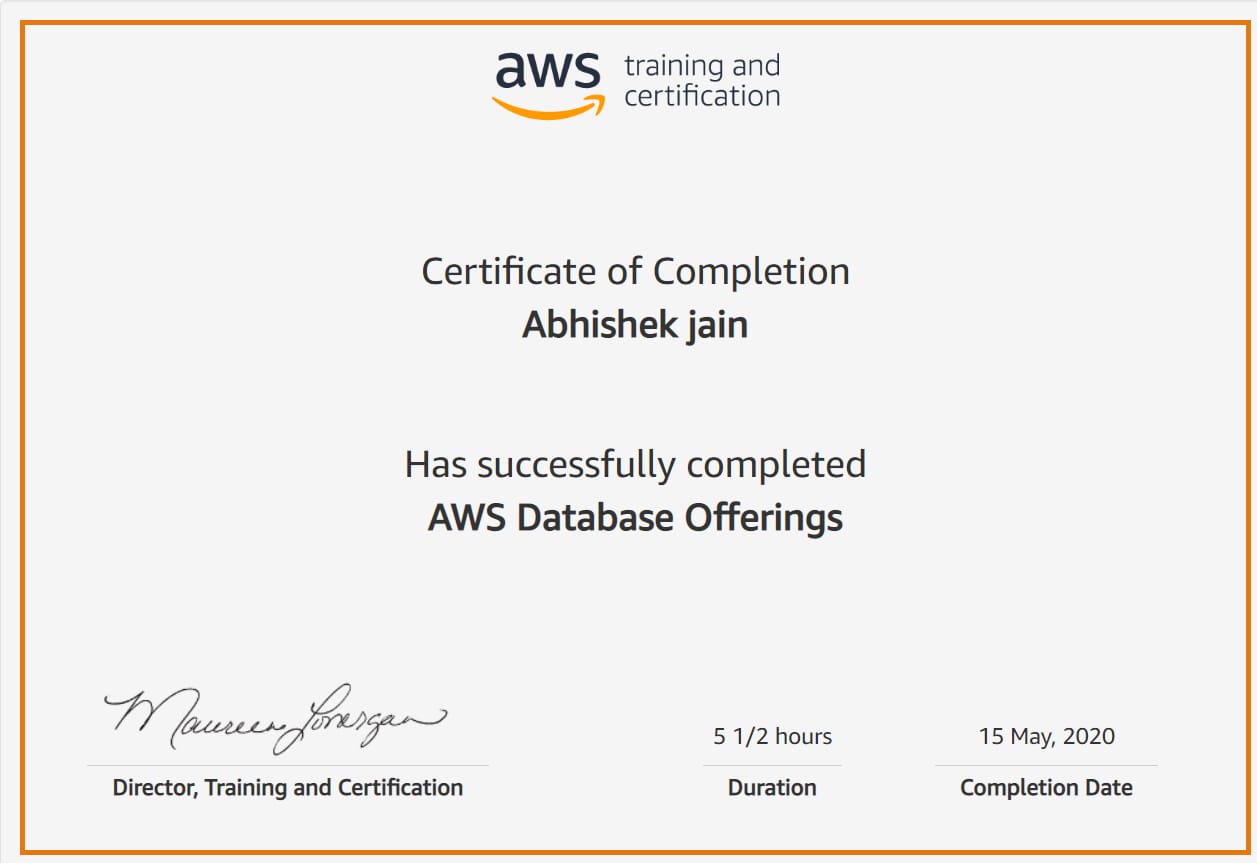 aws training and
certification
Certificate of Completion
Abhishek jain
Has successfully completed
AWS Database Offerings
Maureen Lonergan
5 1/2 hours
15 May, 2020
Director, Training and Certification
Duration
Completion Date